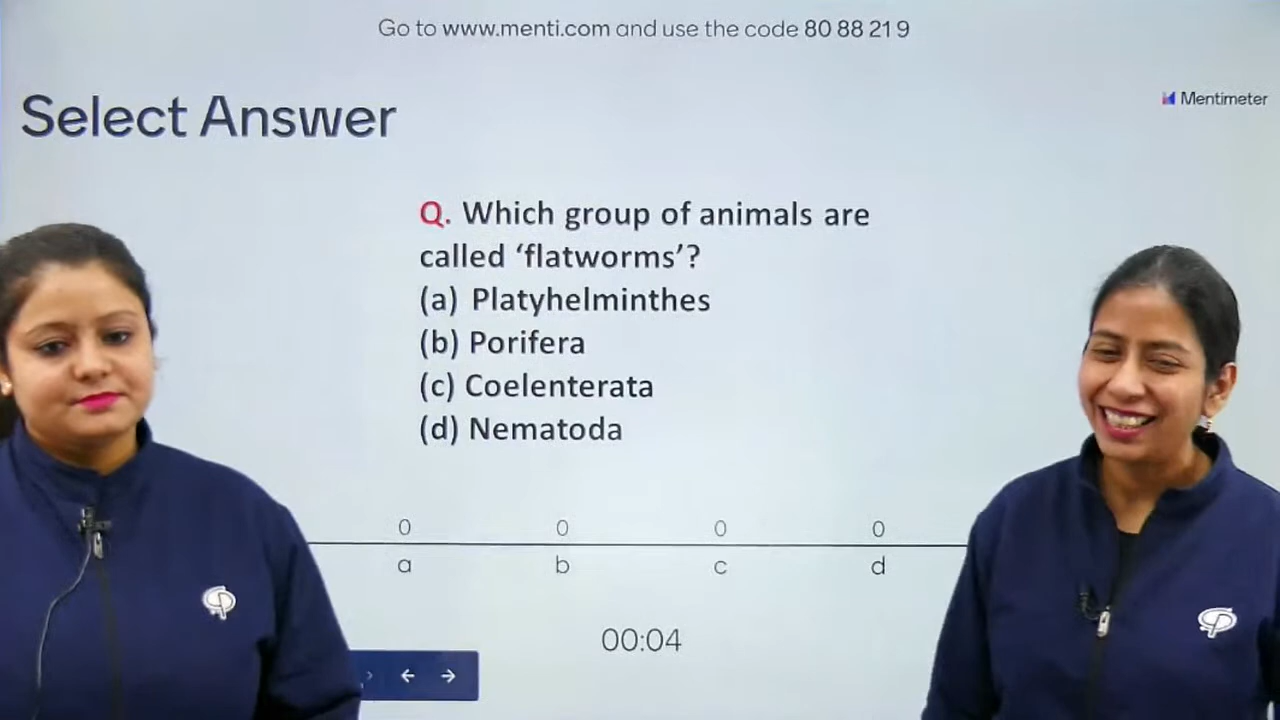 Go to www.menti.com and use the code 80 88 21 9
Select Answer
Mentimeter
Q. Which group of animals are
called ‘flatworms’?
(a) Platyhelminthes
(b) Porifera
(c) Coelenterata
(d) Nematoda
0 0 0 0
a b c d
00:04